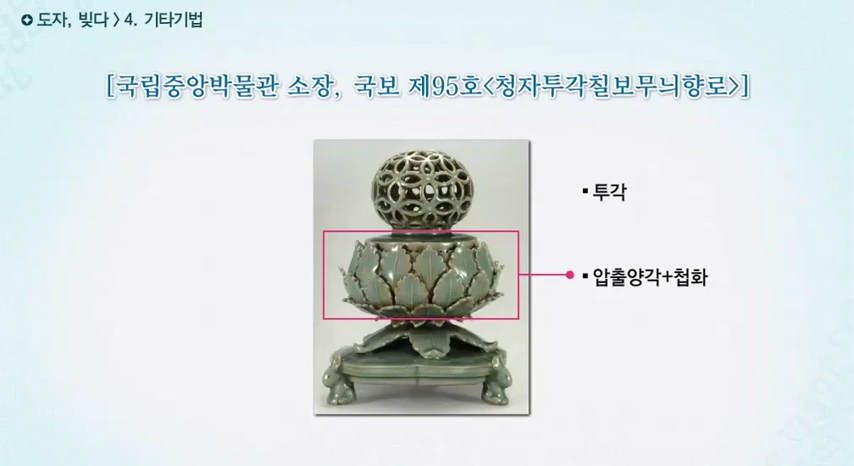 도자, 빚다 > 4. 기타기법
[국립중앙박물관 소장, 국보 제95호<청자투각칠보무늬향로>]
▪ 투각
▪ 압출양각+첩화